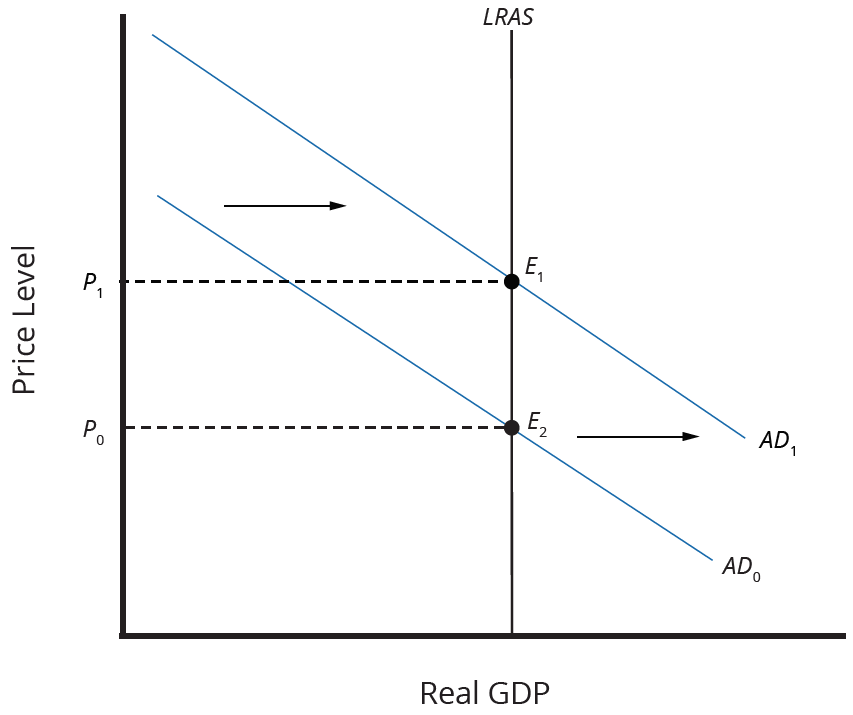 LRAS
E1
P1
Price Level
E2
P0
AD1
AD0
Real GDP